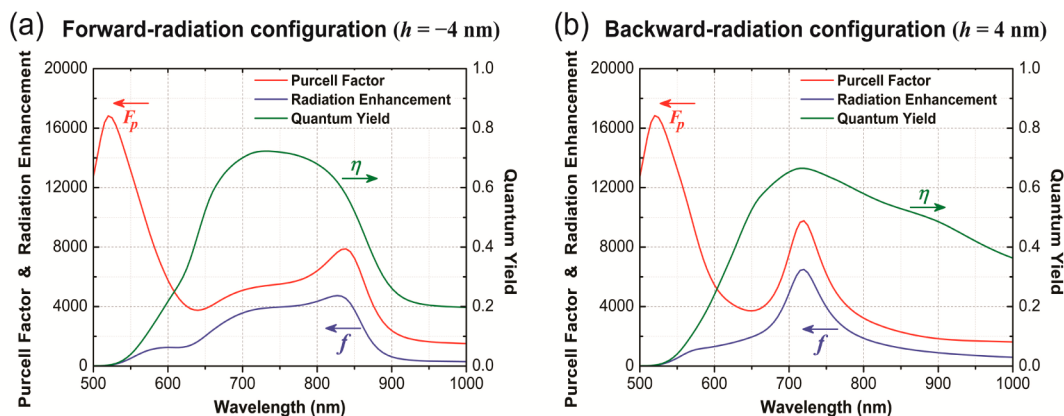 (a) Forward-radiation configuration (h = −4 nm)
Purcell Factor & Radiation Enhancement
20000
16000
12000
8000
4000
0
1.0
0.8
0.6
0.4
0.2
0.0
Quantum Yield
Purcell Factor
Radiation Enhancement
Quantum Yield
Fp
η
f
500 600 700 800 900 1000
Wavelength (nm)
(b) Backward-radiation configuration (h = 4 nm)
Purcell Factor & Radiation Enhancement
20000
16000
12000
8000
4000
0
1.0
0.8
0.6
0.4
0.2
0.0
Quantum Yield
Purcell Factor
Radiation Enhancement
Quantum Yield
Fp
η
f
500 600 700 800 900 1000
Wavelength (nm)